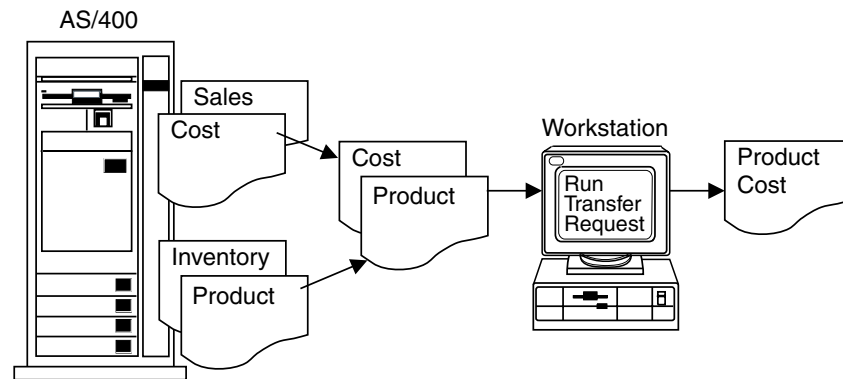 AS/400
Sales
Cost
Inventory
Product
Cost
Product
Workstation
Run
Transfer
Request
Product
Cost